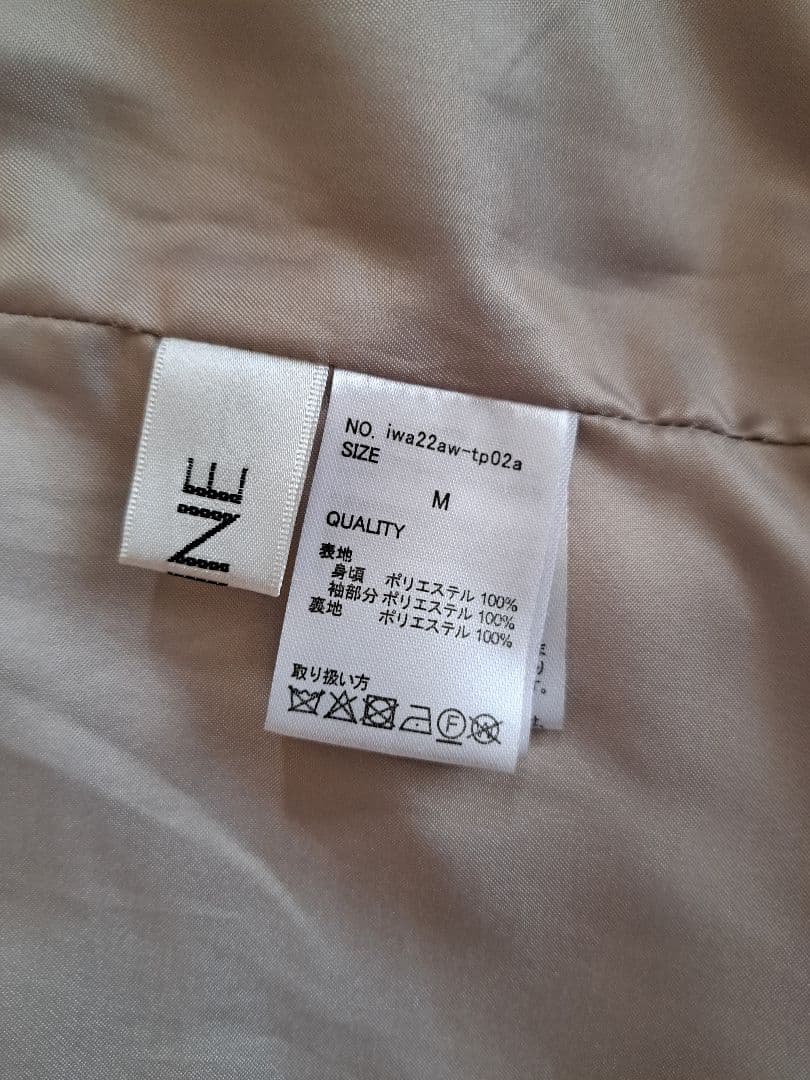 NE
NO. iwa22aw-tp02a
SIZE
M
QUALITY
表地
身頃 ポリエステル 100%
袖部分 ポリエステル 100%
裏地 ポリエステル 100%
取り扱い方
F
W